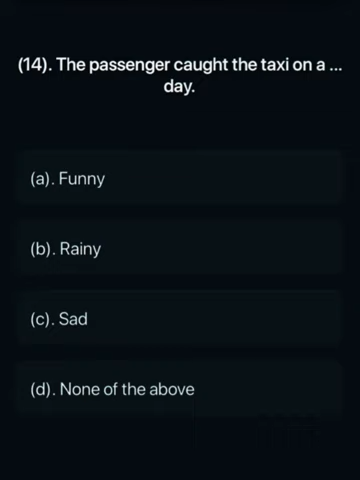 (14). The passenger caught the taxi on a ...
day.
(a). Funny
(b). Rainy
(c). Sad
(d). None of the above